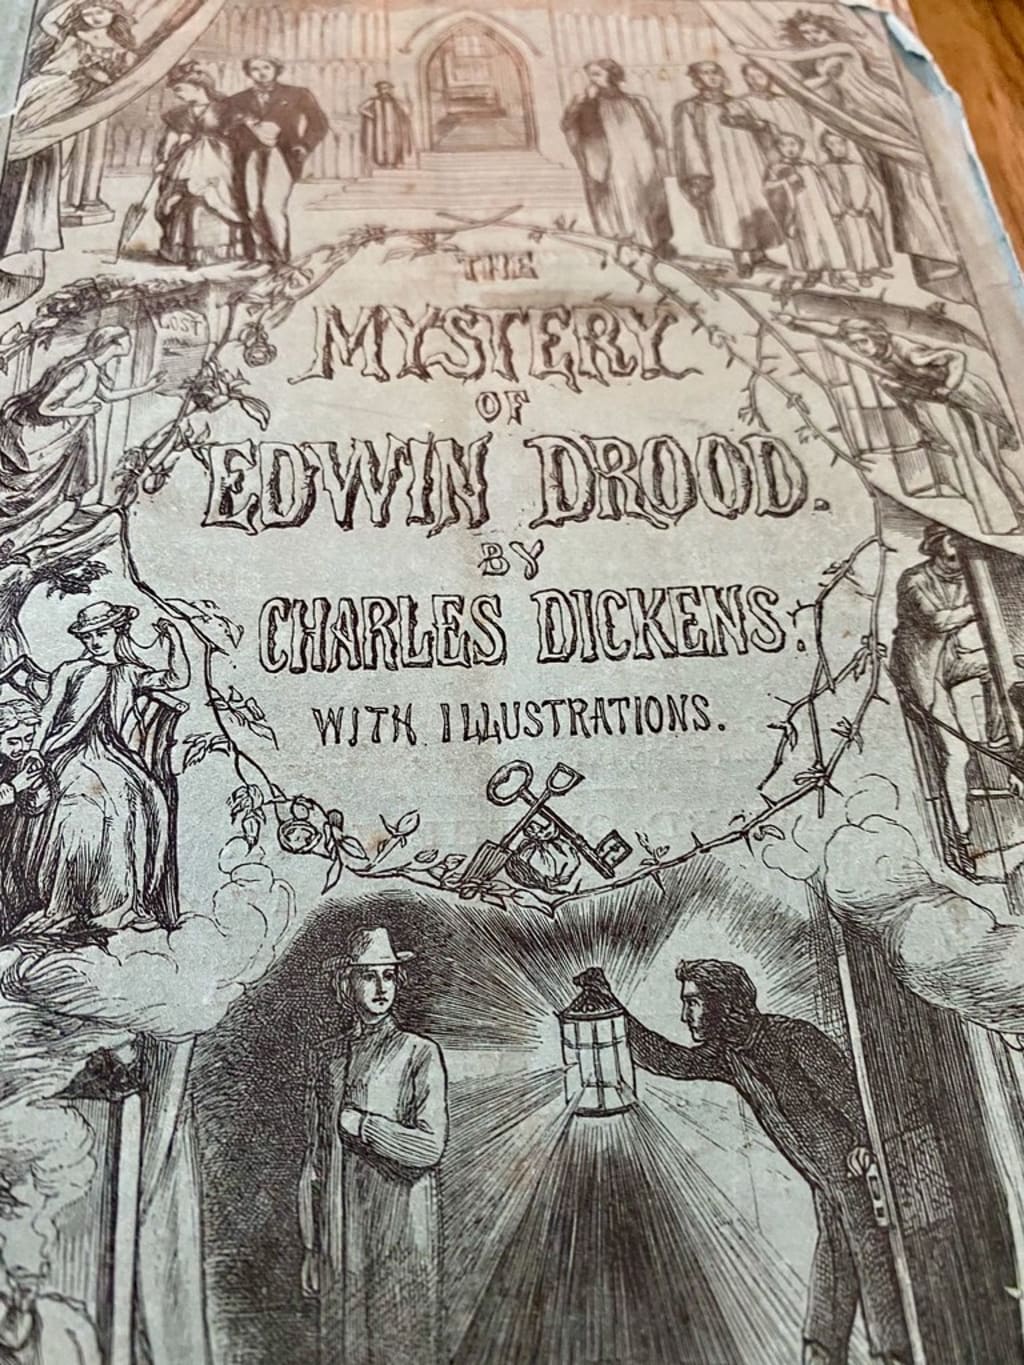 THE
MYSTERY
OF
EDWIN DROOD.
BY
CHARLES DICKENS.
WITH ILLUSTRATIONS.
LOST